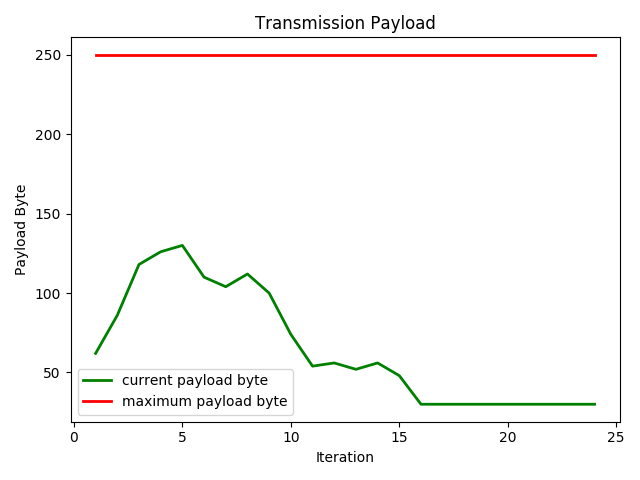 Transmission Payload
250
200
150
100
50
Payload Byte
current payload byte
maximum payload byte
0 5 10 15 20 25
Iteration